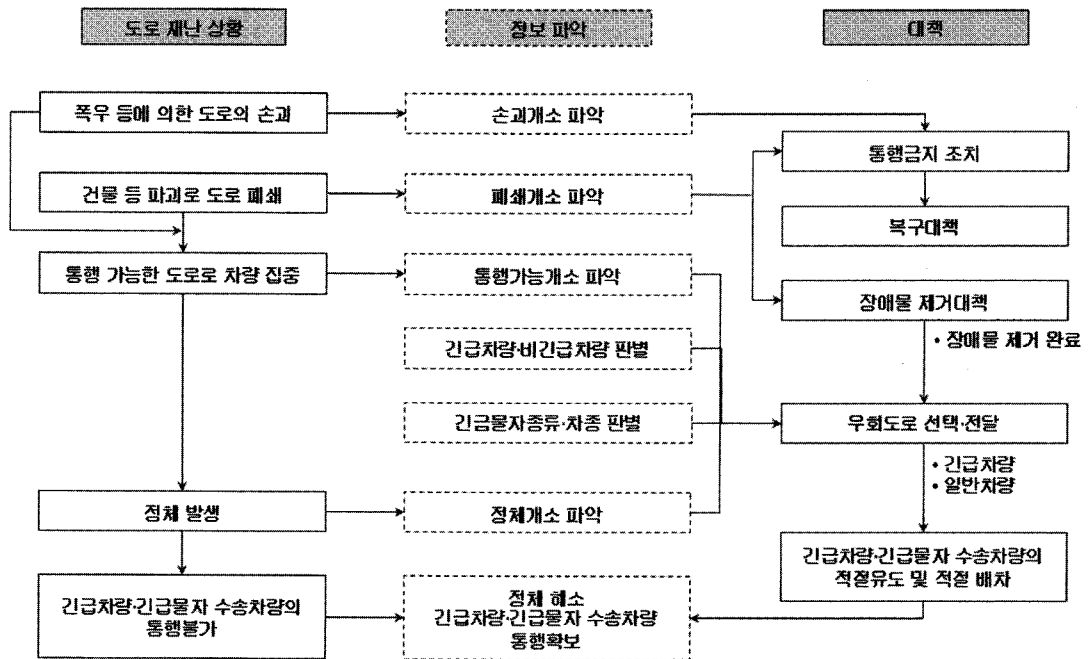 도로 재난 상황
정보 파악
대책
폭우 등에 의한 도로의 손괴
손괴개소 파악
통행금지 조치
건물 등 파괴로 도로 폐쇄
폐쇄개소 파악
복구대책
통행 가능한 도로로 차량 집중
통행가능개소 파악
장애물 제거대책
• 장애물 제거 완료
긴급차량·비긴급차량 판별
긴급물자종류·차종 판별
우회도로 선택·전달
• 긴급차량
• 일반차량
정체 발생
정체개소 파악
긴급차량·긴급물자 수송차량의
적절유도 및 적절 배차
긴급차량·긴급물자 수송차량의
통행불가
정체 해소
긴급차량·긴급물자 수송차량
통행확보